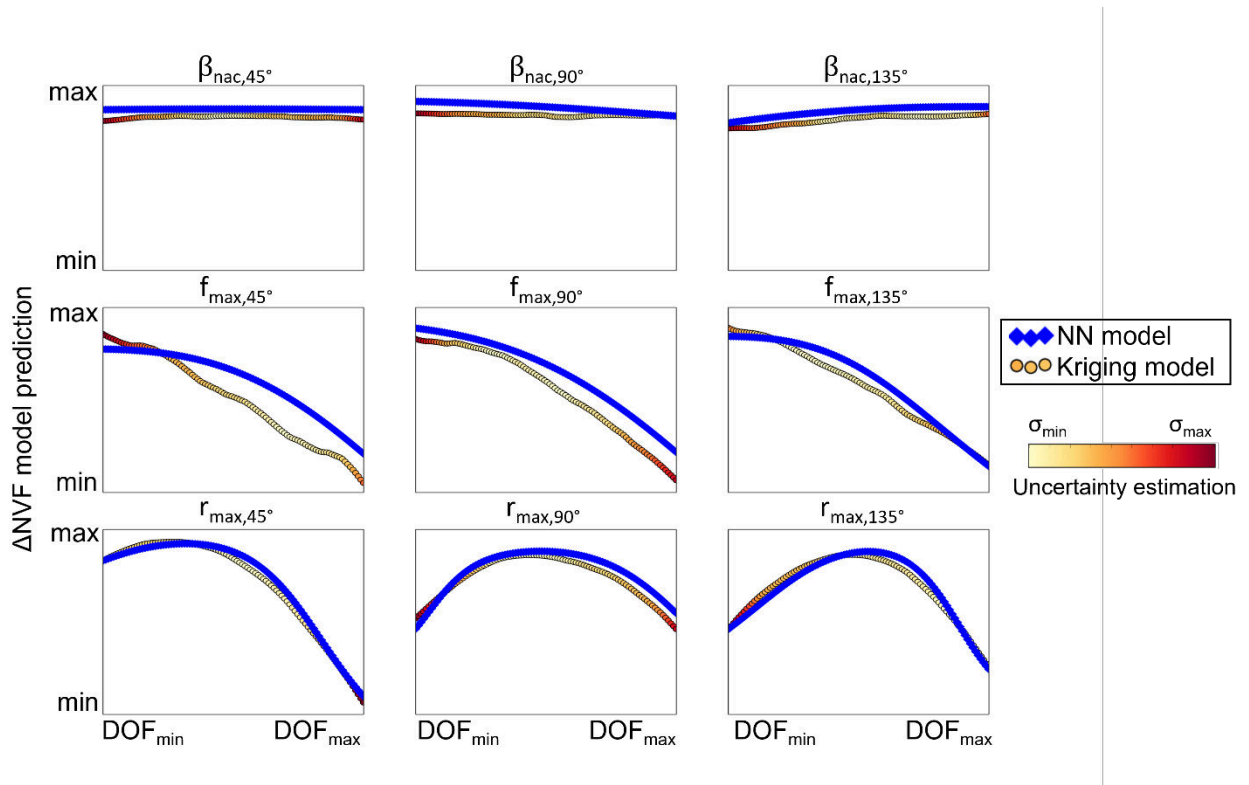 β_nac,45° β_nac,90° β_nac,135°
max
min
f_max,45° f_max,90° f_max,135°
max
min
r_max,45° r_max,90° r_max,135°
max
min
DOF_min DOF_max DOF_min DOF_max
ΔNVF model prediction
NN model
Kriging model
σ_min σ_max
Uncertainty estimation